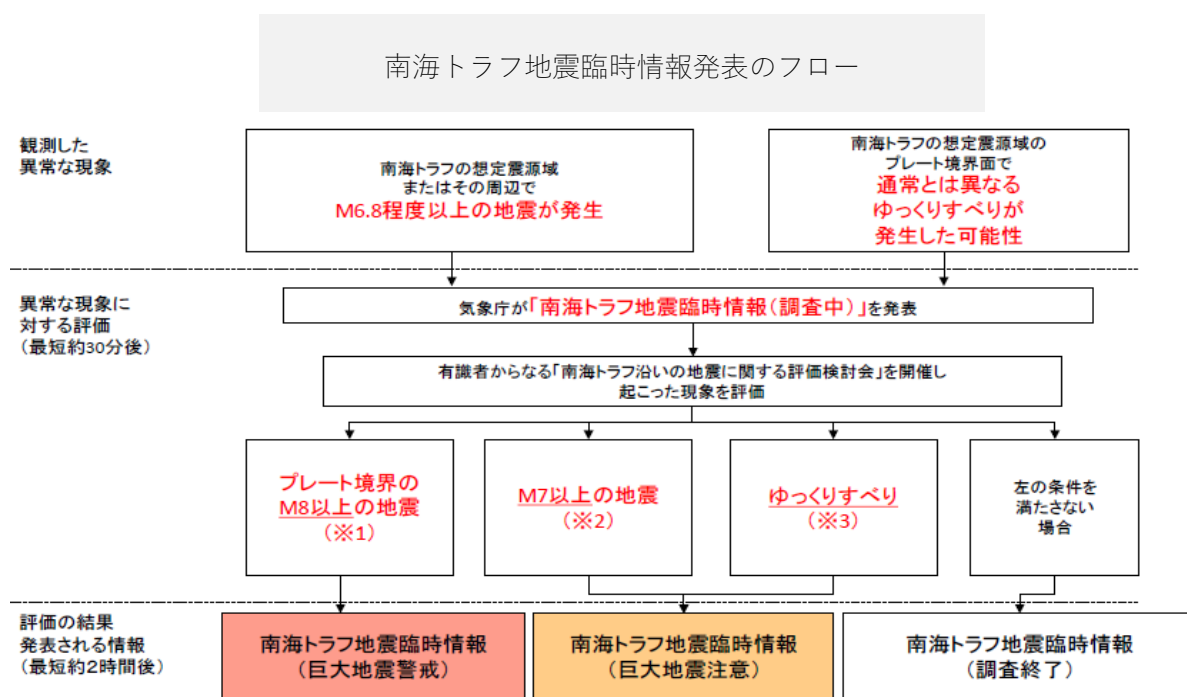 南海トラフ地震臨時情報発表のフロー
観測した
異常な現象
南海トラフの想定震源域
またはその周辺で
M6.8程度以上の地震が発生
南海トラフの想定震源域の
プレート境界面で
通常とは異なる
ゆっくりすべりが
発生した可能性
異常な現象に
対する評価
(最短約30分後)
気象庁が「南海トラフ地震臨時情報(調査中)」を発表
有識者からなる「南海トラフ沿いの地震に関する評価検討会」を開催し
起こった現象を評価
プレート境界の
M8以上の地震
(※1)
M7以上の地震
(※2)
ゆっくりすべり
(※3)
左の条件を
満たさない
場合
評価の結果
発表される情報
(最短約2時間後)
南海トラフ地震臨時情報
(巨大地震警戒)
南海トラフ地震臨時情報
(巨大地震注意)
南海トラフ地震臨時情報
(調査終了)